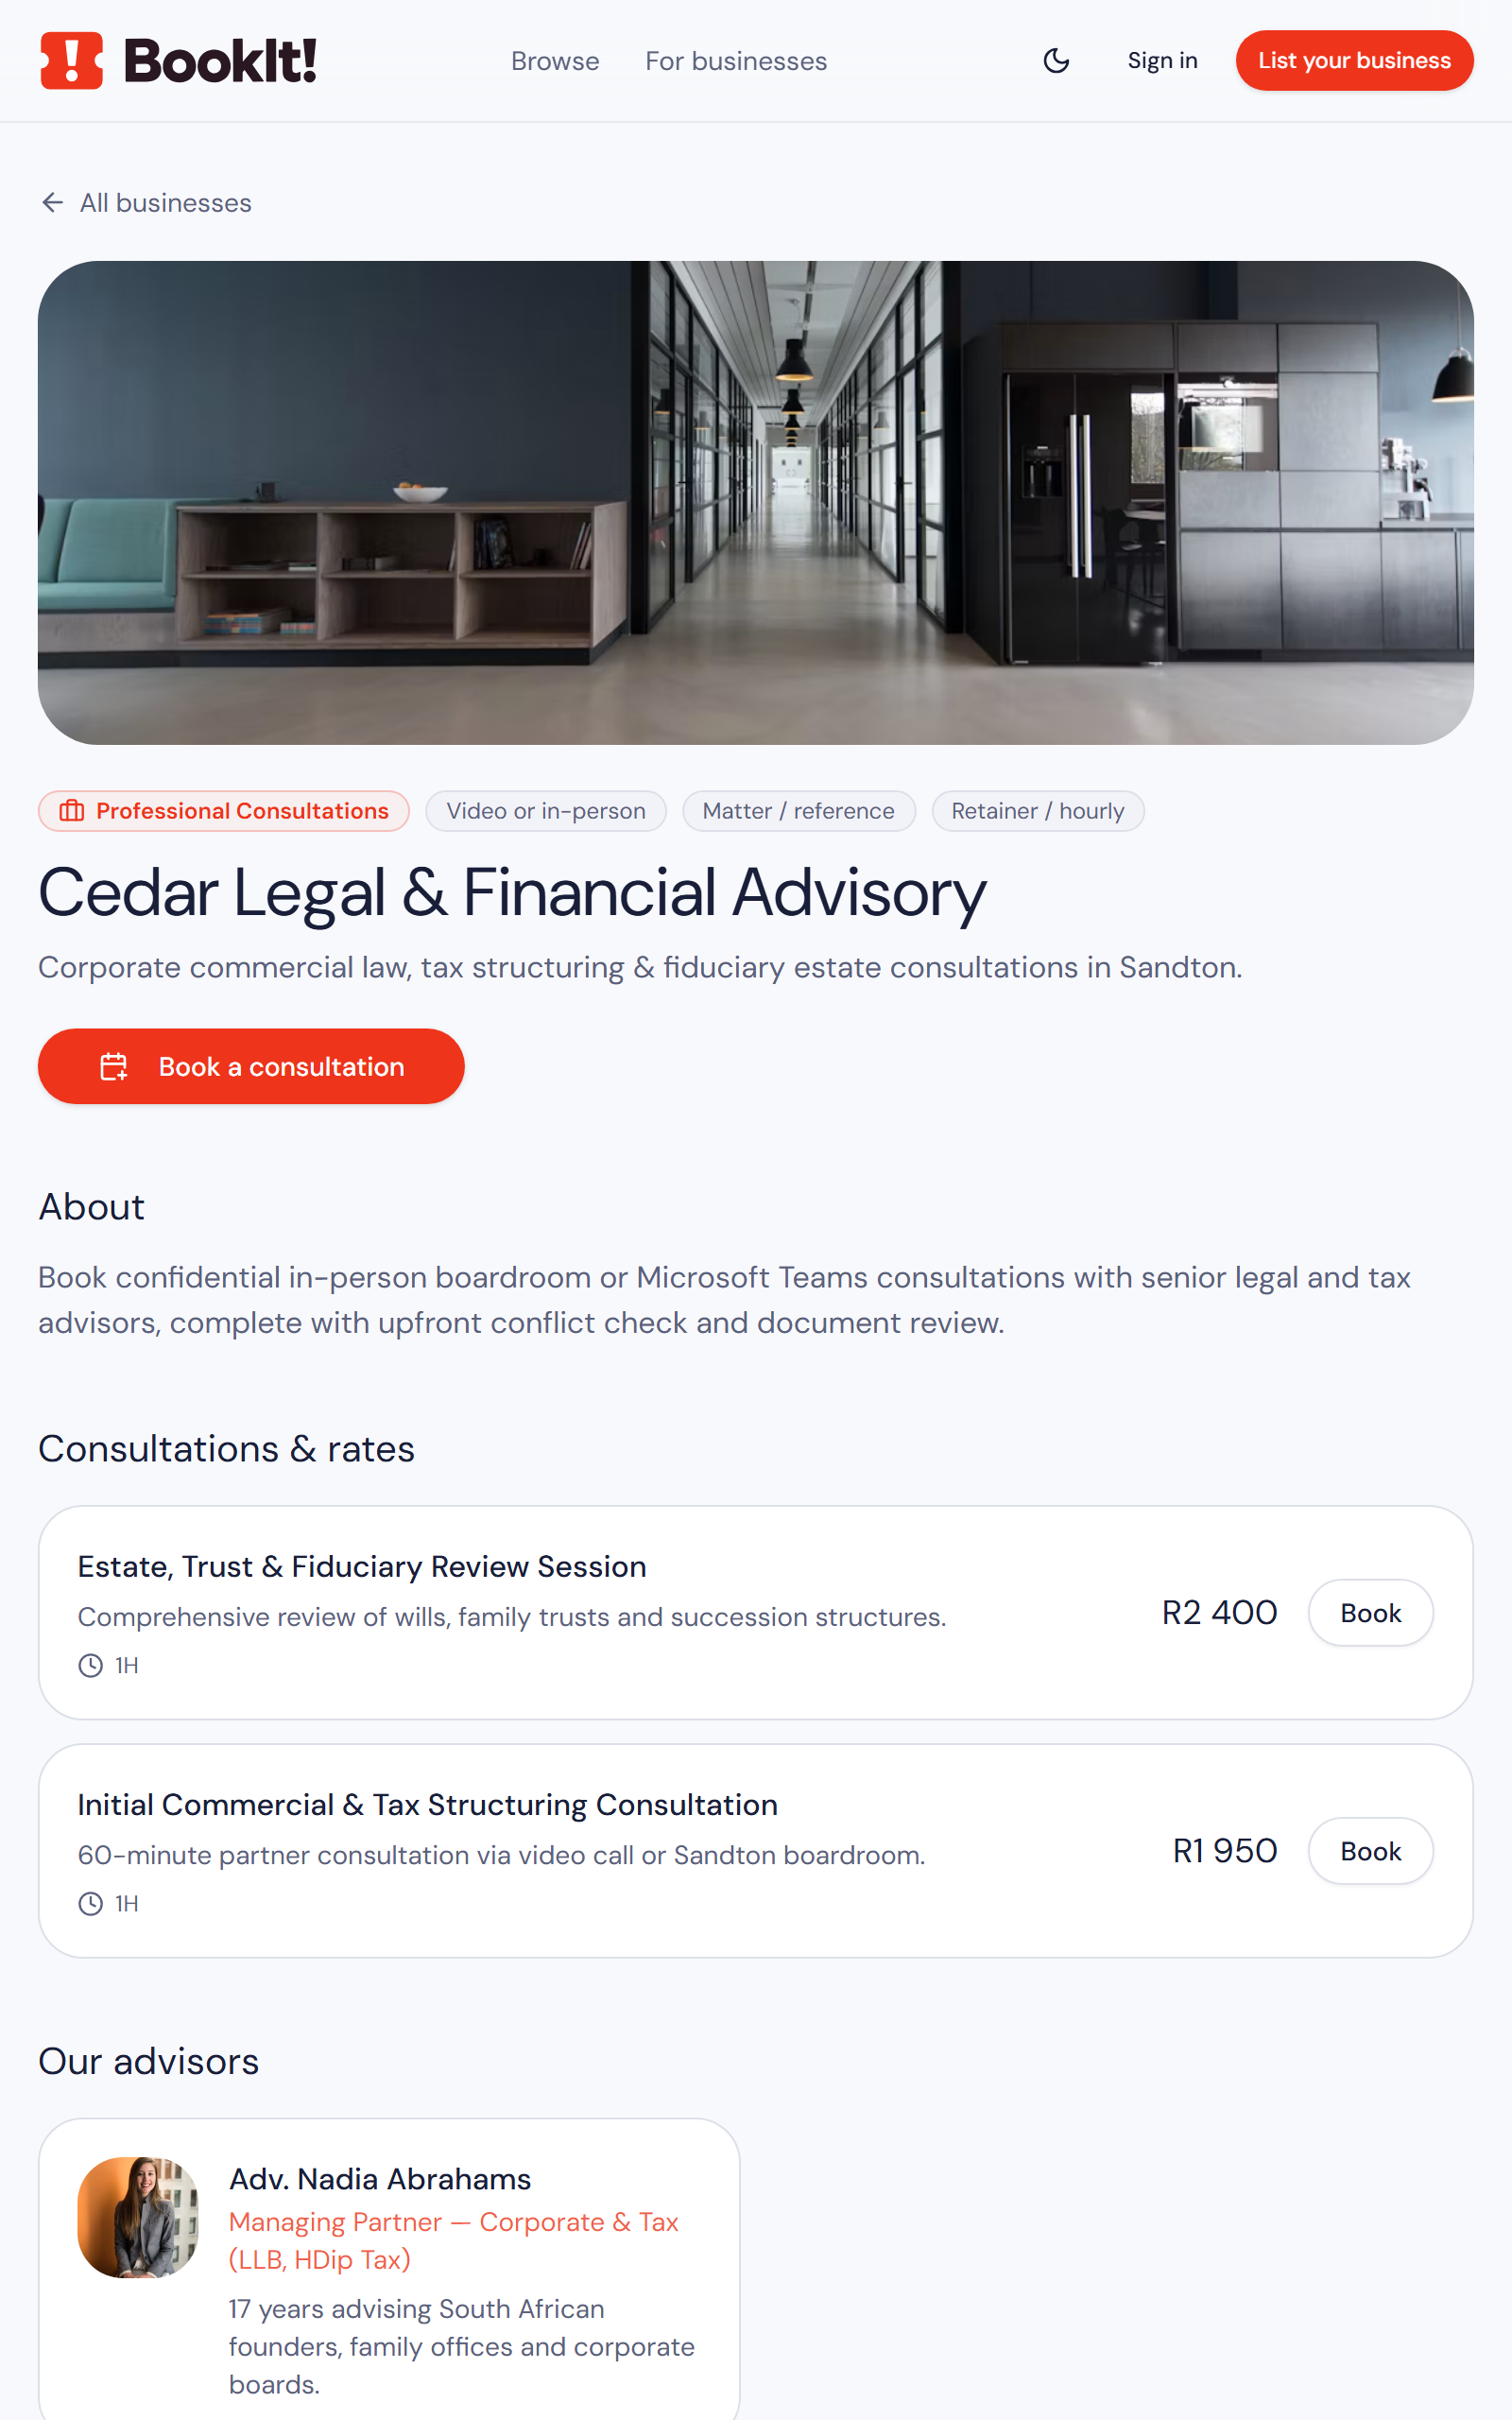 BookIt!
Browse
For businesses
Sign in
List your business
All businesses
Professional Consultations
Video or in-person
Matter / reference
Retainer / hourly
Cedar Legal & Financial Advisory
Corporate commercial law, tax structuring & fiduciary estate consultations in Sandton.
Book a consultation
About
Book confidential in-person boardroom or Microsoft Teams consultations with senior legal and tax
advisors, complete with upfront conflict check and document review.
Consultations & rates
Estate, Trust & Fiduciary Review Session
Comprehensive review of wills, family trusts and succession structures.
1H
R2 400
Book
Initial Commercial & Tax Structuring Consultation
60-minute partner consultation via video call or Sandton boardroom.
1H
R1 950
Book
Our advisors
Adv. Nadia Abrahams
Managing Partner — Corporate & Tax
(LLB, HDip Tax)
17 years advising South African
founders, family offices and corporate
boards.